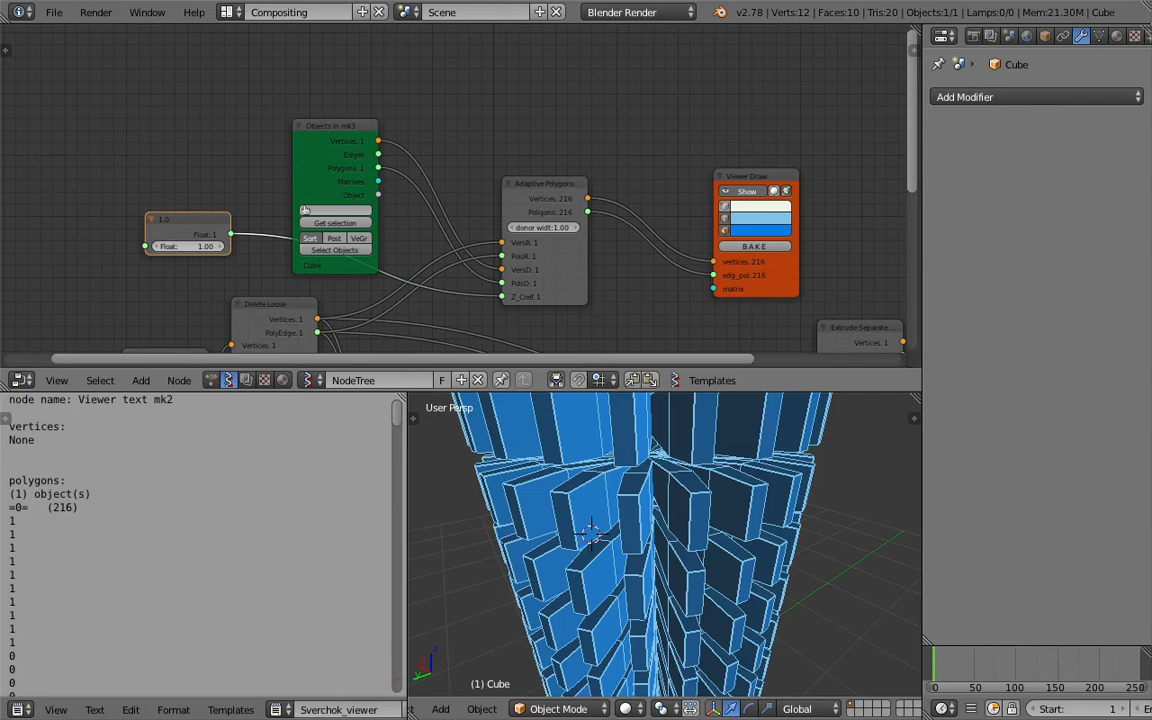 File Render Window Help Compositing Scene Blender Render v2.78 | Verts:12 | Faces:10 | Tris:20 | Objects:1/1 | Lamps:0/0 | Mem:21.30M | Cube
Cube
Add Modifier
Objects in mk3
Vertices. 1
Edges
Polygons. 1
Matrixes
Object
Get selection
Sort Post VeGr
Select Objects
Cube
1.0
Float. 1
Float: 1.00
Adaptive Polygons
Vertices. 216
Poligons. 216
donor widt:1.00
VersR. 1
PolsR. 1
VersD. 1
PolsD. 1
Z_Coef. 1
Viewer Draw
Show
BAKE
vertices. 216
edg_pol. 216
matrix
Delete Loose
Vertices. 1
PolyEdge. 1
Vertices. 1
Extrude Separate ...
Vertices. 1
View Select Add Node NodeTree F Templates
node name: Viewer text mk2
vertices:
None
polygons:
(1) object(s)
=0= (216)
1
1
1
1
1
1
1
1
1
1
0
0
0
User Persp
(1) Cube
View Text Edit Format Templates Sverchok_viewer
Add Object Object Mode Global
0 50 100 150 200 250
Start: 1